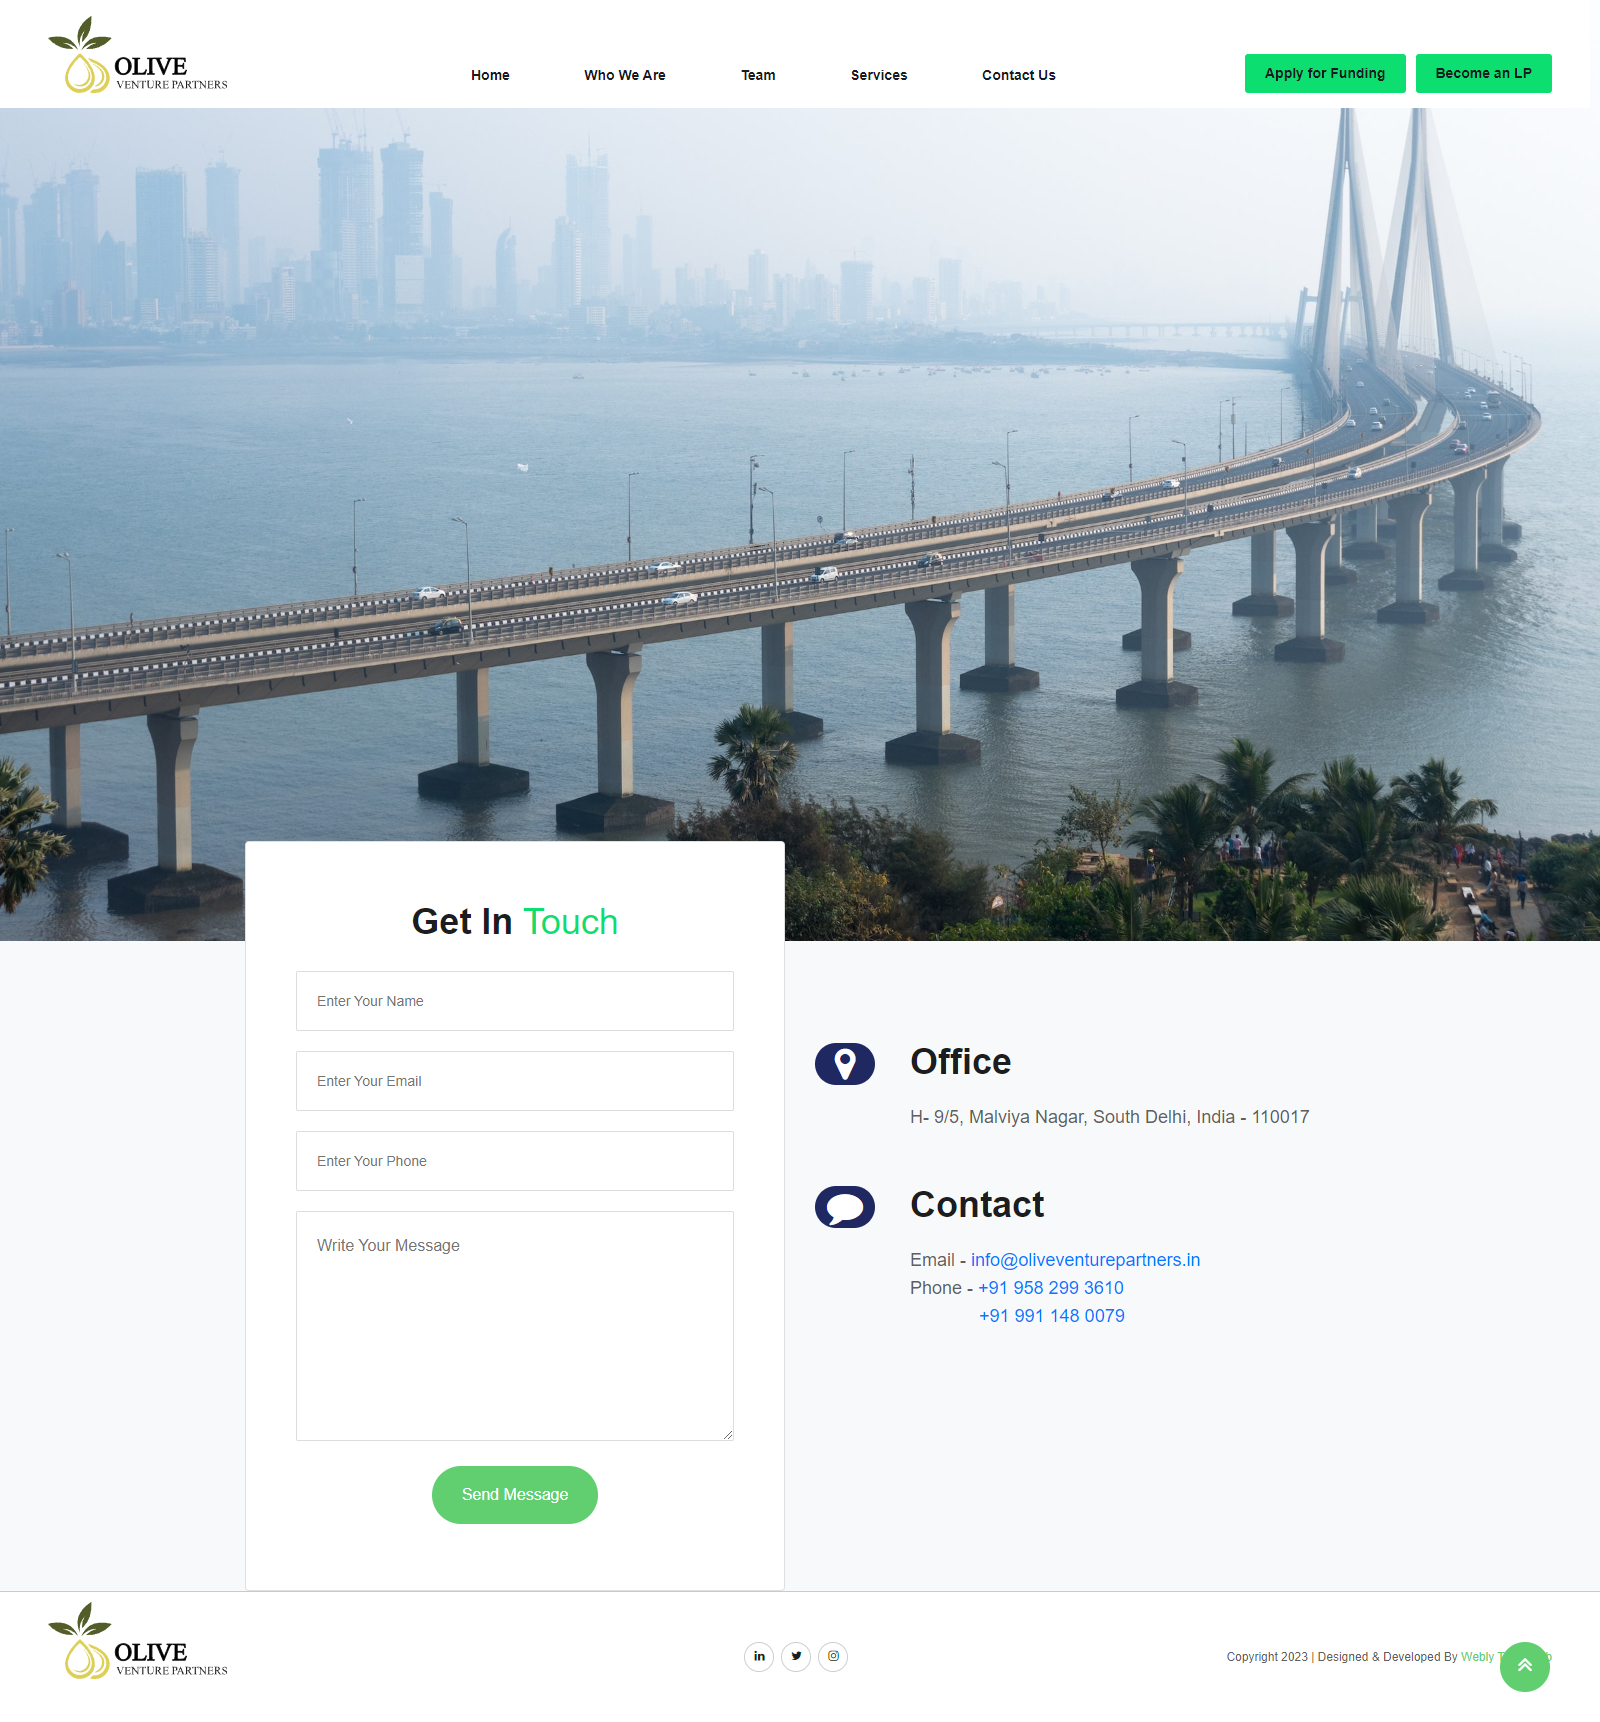 OLIVE
VENTURE PARTNERS
Home
Who We Are
Team
Services
Contact Us
Apply for Funding
Become an LP
Get In Touch
Enter Your Name
Enter Your Email
Enter Your Phone
Write Your Message
Send Message
Office
H- 9/5, Malviya Nagar, South Delhi, India - 110017
Contact
Email - info@oliveventurepartners.in
Phone - +91 958 299 3610
+91 991 148 0079
OLIVE
VENTURE PARTNERS
in
Copyright 2023 | Designed & Developed By Webly